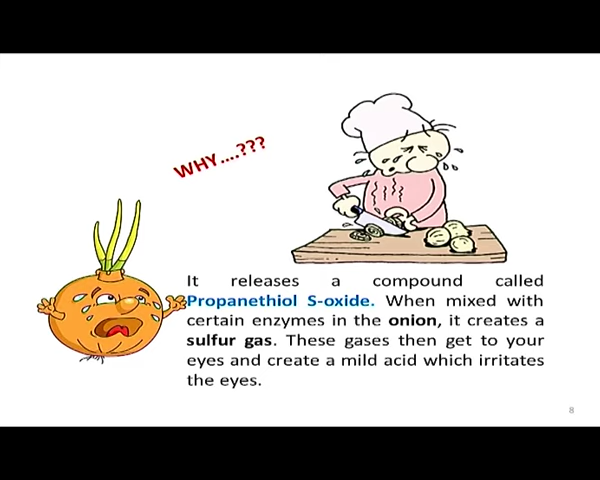 WHY....???
It releases a compound called
Propanethiol S-oxide. When mixed with
certain enzymes in the onion, it creates a
sulfur gas. These gases then get to your
eyes and create a mild acid which irritates
the eyes.
8